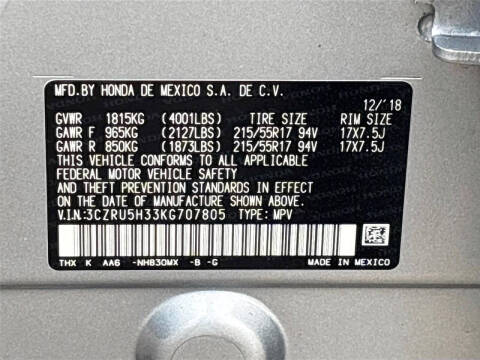 MFD.BY HONDA DE MEXICO S.A. DE C.V.
12/'18
GVWR 1815KG (4001LBS) TIRE SIZE RIM SIZE
GAWR F 965KG (2127LBS) 215/55R17 94V 17X7.5J
GAWR R 850KG (1873LBS) 215/55R17 94V 17X7.5J
THIS VEHICLE CONFORMS TO ALL APPLICABLE
FEDERAL MOTOR VEHICLE SAFETY
AND THEFT PREVENTION STANDARDS
IN EFFECT ON THE DATE OF MANUFACTURE SHOWN ABOVE.
V.I.N:3CZRU5H33KG707805 TYPE: MPV
THX K AA6 -NH830MX -B -G
MADE IN MEXICO